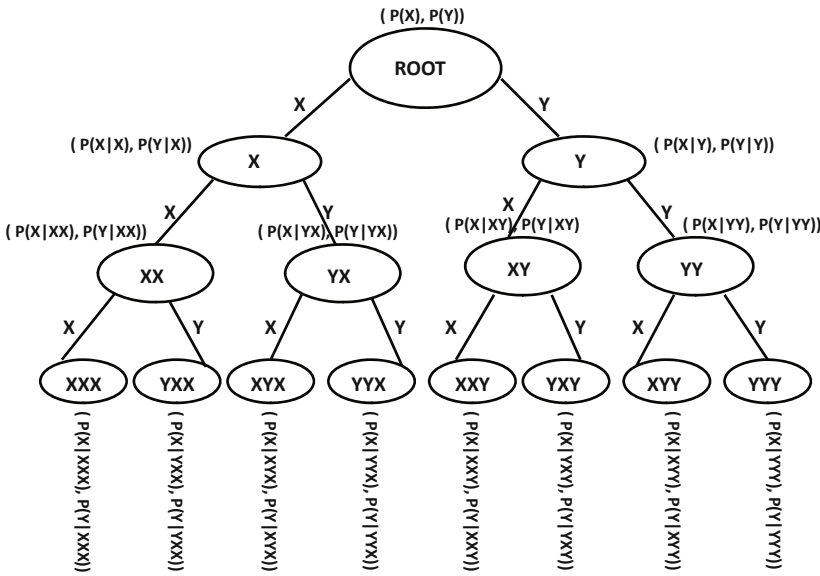 ( P(X), P(Y))
ROOT
X
Y
( P(X|X), P(Y|X))
X
Y
( P(X|Y), P(Y|Y))
X
Y
X
Y
( P(X|XX), P(Y|XX))
( P(X|YX), P(Y|YX))
( P(X|XY), P(Y|XY)
( P(X|YY), P(Y|YY))
XX
YX
XY
YY
X
Y
X
Y
X
Y
X
Y
XXX
YXX
XYX
YYX
XXY
YXY
XYY
YYY
( P(X|XXX), P(Y|XXX))
( P(X|YXX), P(Y|YXX))
( P(X|XYX), P(Y|XYX))
( P(X|YYX), P(Y|YYX))
( P(X|XXY), P(Y|XXY))
( P(X|YXY), P(Y|YXY))
( P(X|XYY), P(Y|XYY))
( P(X|YYY), P(Y|YYY))